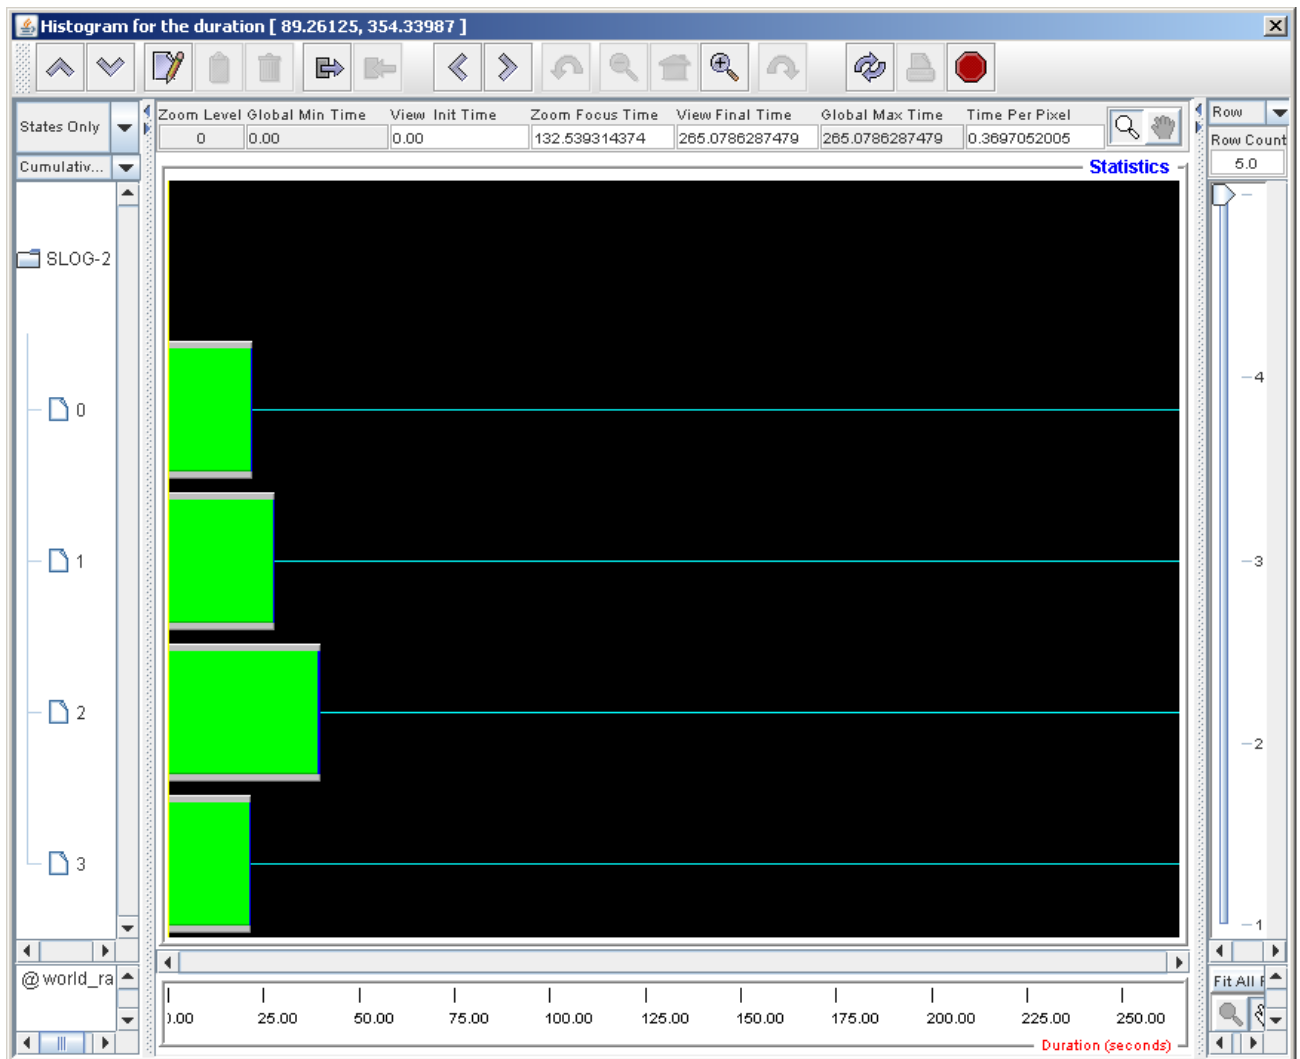 Histogram for the duration [ 89.26125, 354.33987 ]
States Only
Cumulativ...
Zoom Level Global Min Time View Init Time Zoom Focus Time View Final Time Global Max Time Time Per Pixel
0 0.00 0.00 132.539314374 265.0786287479 265.0786287479 0.3697052005
Row
Row Count
5.0
Statistics
SLOG-2
0
1
2
3
4
3
2
1
@world_ra
Fit All
).00 25.00 50.00 75.00 100.00 125.00 150.00 175.00 200.00 225.00 250.00
Duration (seconds)